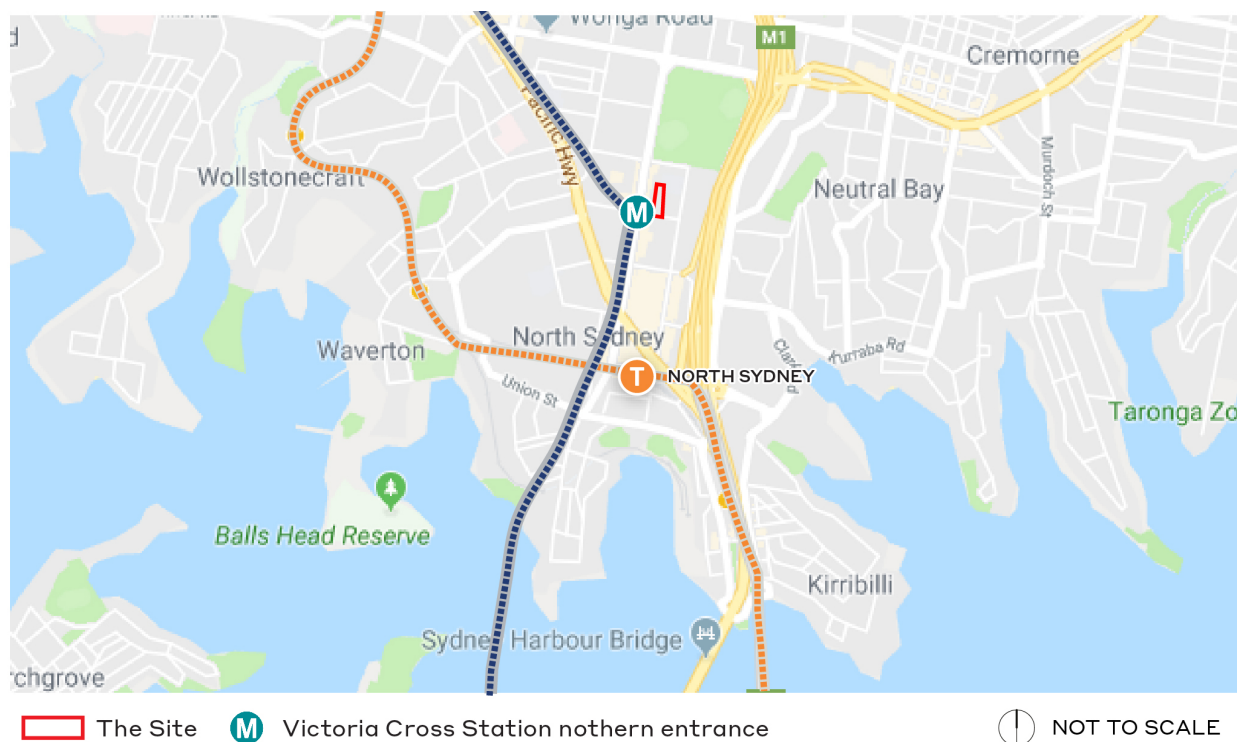 Wonga Road
M1
Cremorne
Pacific Hwy
Murdoch St
Wollstonecraft
Neutral Bay
M
North Sydney
Waverton
T NORTH SYDNEY
Union St
Kurraba Rd
Taronga Zo
Balls Head Reserve
Kirribilli
Sydney Harbour Bridge
rchgrove
The Site
M Victoria Cross Station nothern entrance
NOT TO SCALE